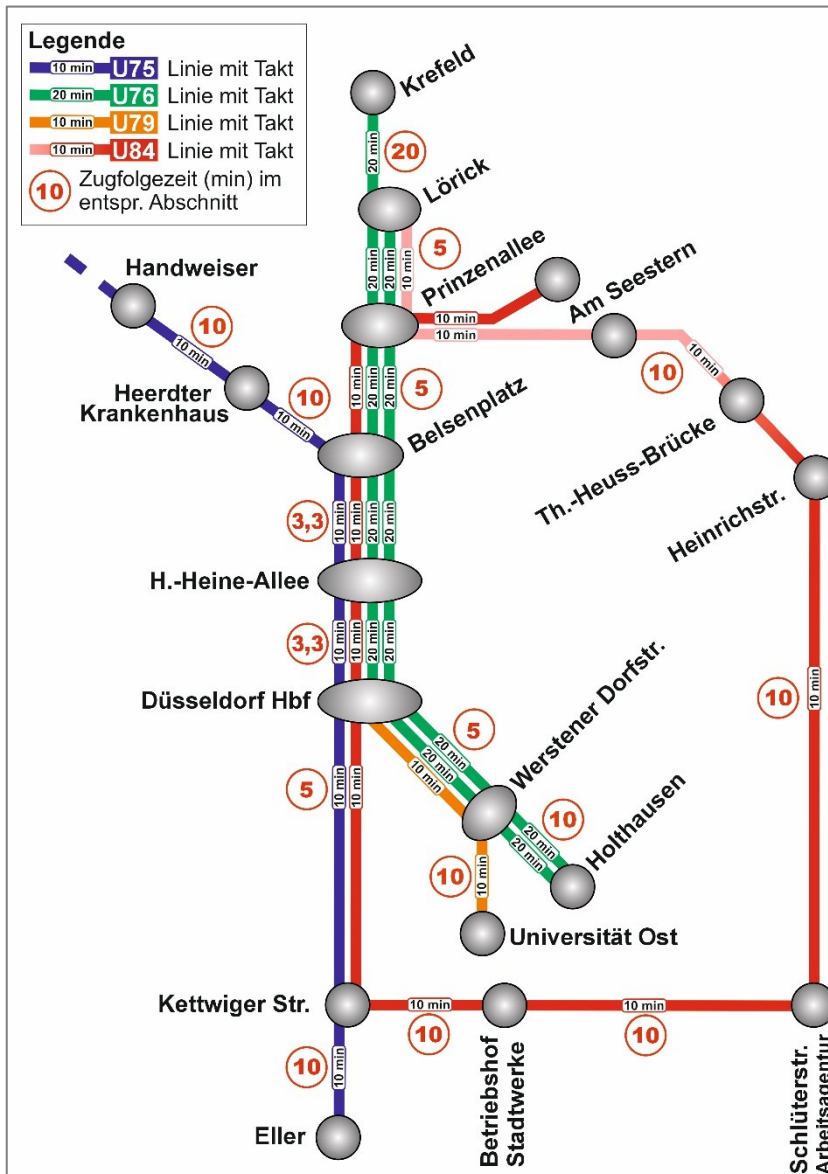 Legende
10 min U75 Linie mit Takt
20 min U76 Linie mit Takt
10 min U79 Linie mit Takt
10 min U84 Linie mit Takt
10 Zugfolgezeit (min) im
entspr. Abschnitt
Krefeld
20 min
20
Lörick
20 min
20 min
10 min
5
Prinzenallee
10 min
10 min
Am Seestern
10
10 min
Handweiser
10
10 min
Heerdter
Krankenhaus
10
10 min
10 min
20 min
20 min
5
Belsenplatz
Th.-Heuss-Brücke
Heinrichstr.
3,3
10 min
10 min
20 min
20 min
H.-Heine-Allee
3,3
10 min
10 min
20 min
20 min
Düsseldorf Hbf
5
20 min
20 min
10 min
Werstener Dorfstr.
10
10 min
5
10 min
10 min
10
20 min
20 min
Holthausen
10
10 min
Universität Ost
Kettwiger Str.
10 min
10
10 min
10
10
10 min
Eller
Betriebshof
Stadtwerke
Schlüterstr.
Arbeitsagentur